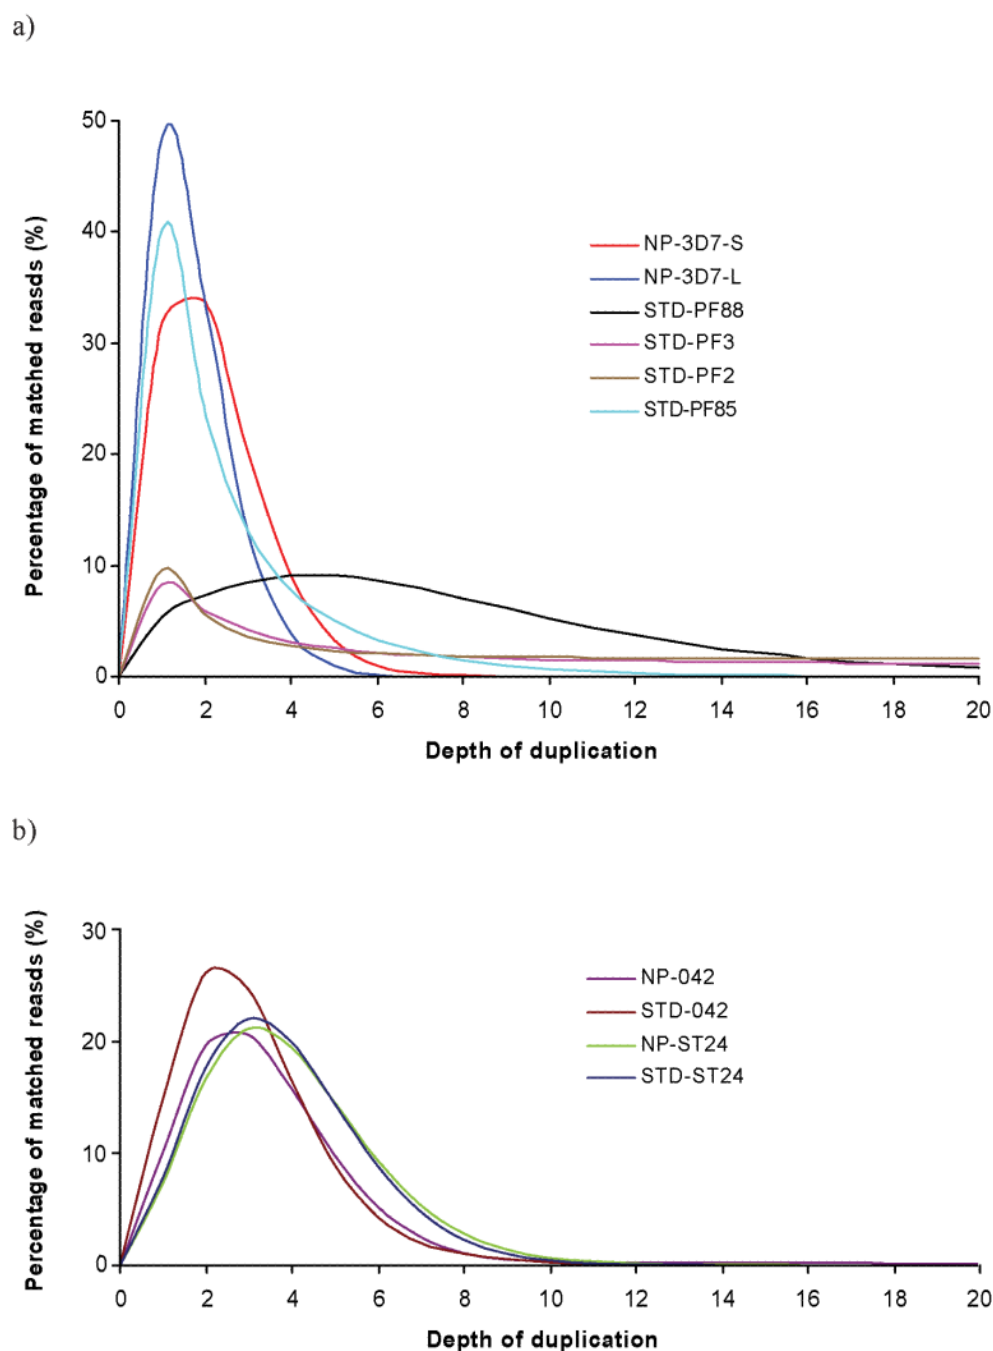 a)
50
40
30
20
10
0
Percentage of matched reasds (%)
NP-3D7-S
NP-3D7-L
STD-PF88
STD-PF3
STD-PF2
STD-PF85
0 2 4 6 8 10 12 14 16 18 20
Depth of duplication
b)
30
20
10
0
Percentage of matched reasds (%)
NP-042
STD-042
NP-ST24
STD-ST24
0 2 4 6 8 10 12 14 16 18 20
Depth of duplication